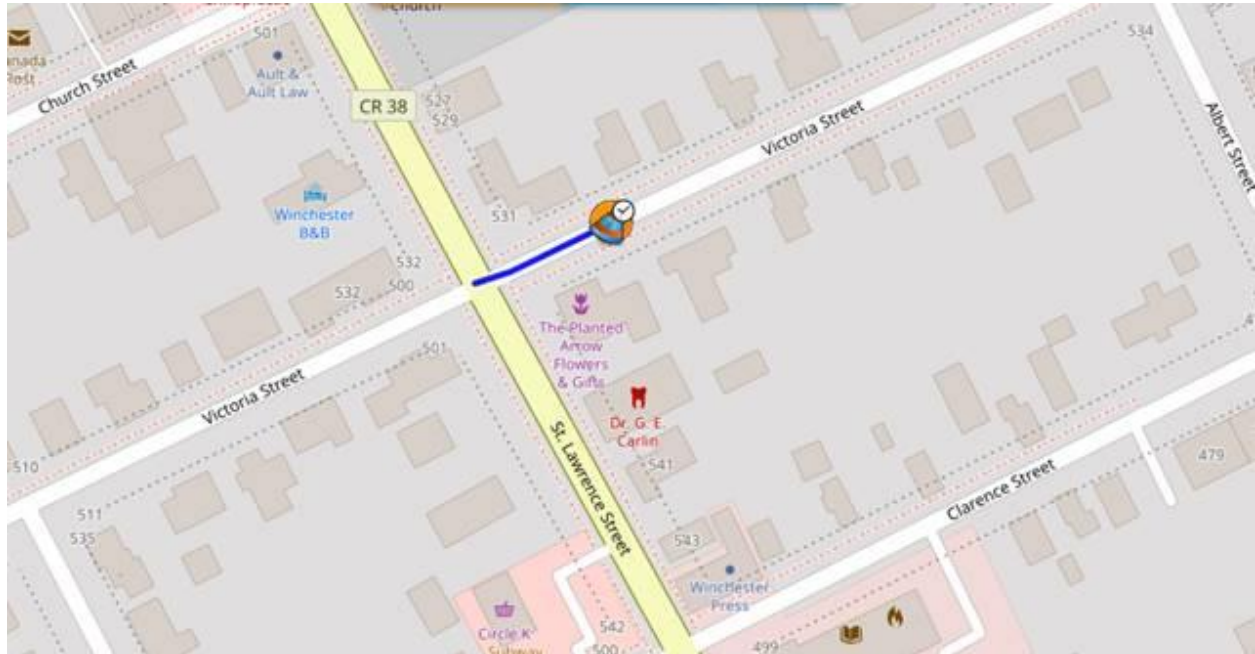 Church
501
Canada
Post
Ault &
Ault Law
Church Street
CR 38
527
529
534
Victoria Street
Albert Street
Winchester
B&B
531
532
532
500
The Planted
Arrow
Flowers
& Gifts
501
Victoria Street
Dr. G. E.
Carlin
St. Lawrence Street
541
510
511
535
479
Clarence Street
543
Winchester
Press
Circle K
Subway
542
500
499